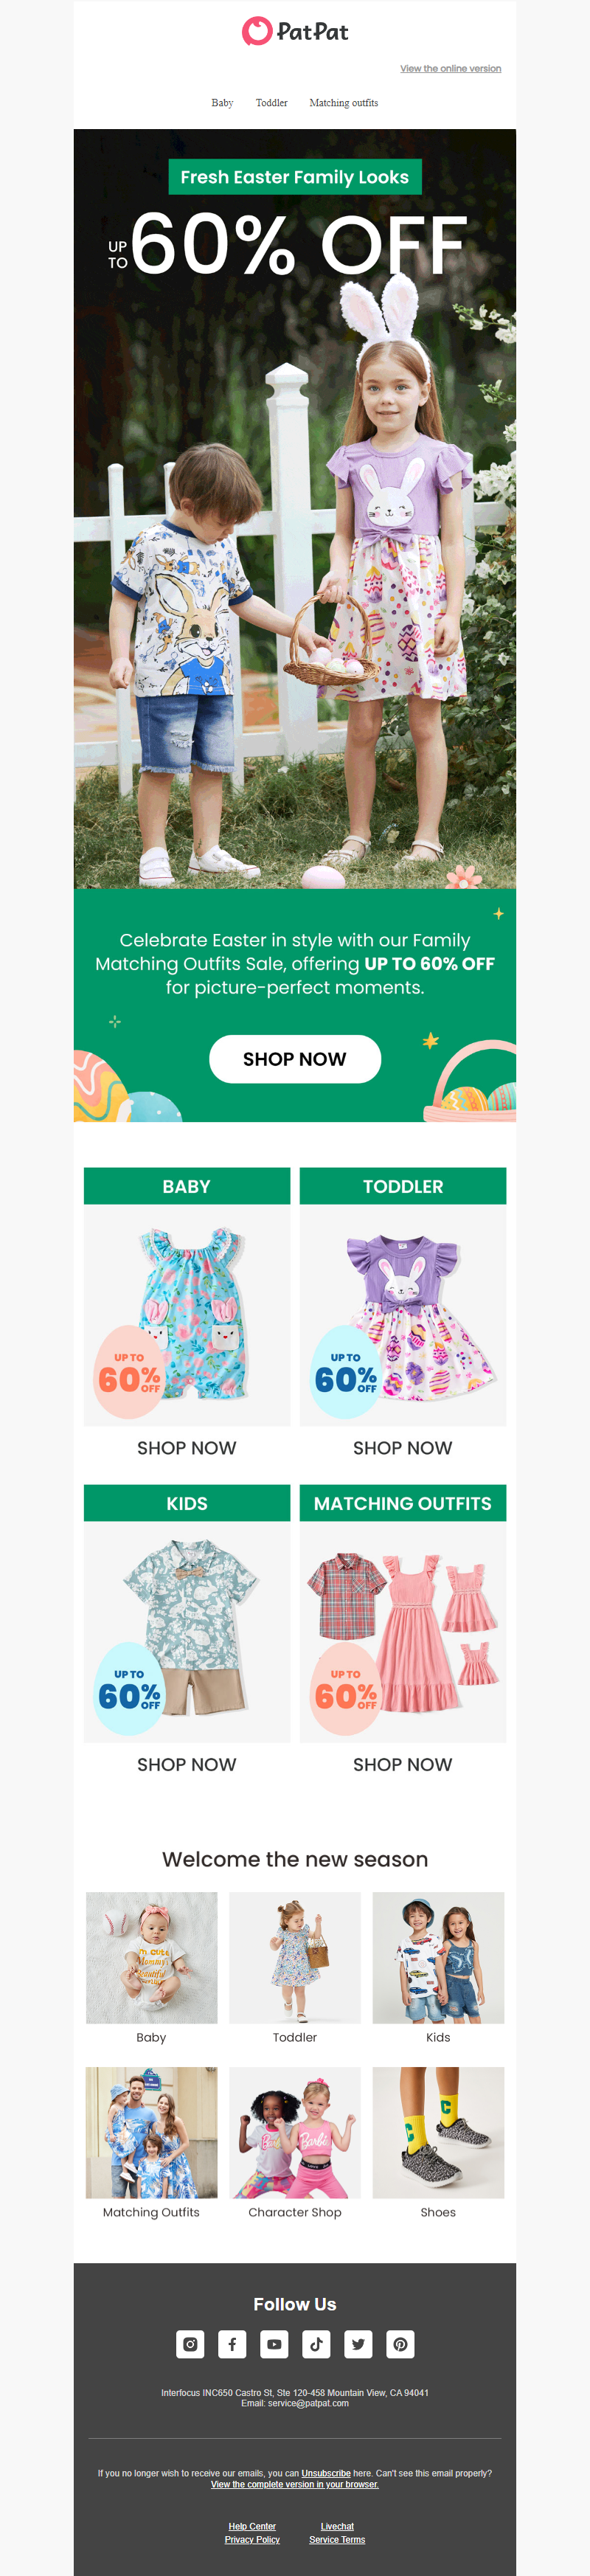 PatPat
View the online version
Baby Toddler Matching outfits
Fresh Easter Family Looks
UP TO 60% OFF
Celebrate Easter in style with our Family
Matching Outfits Sale, offering UP TO 60% OFF
for picture-perfect moments.
SHOP NOW
BABY
UP TO
60% OFF
SHOP NOW
TODDLER
UP TO
60% OFF
SHOP NOW
KIDS
UP TO
60% OFF
SHOP NOW
MATCHING OUTFITS
UP TO
60% OFF
SHOP NOW
Welcome the new season
Mommy
Beautiful
Baby
Toddler
Kids
Matching Outfits
Barbie
Character Shop
C
C
Shoes
Follow Us
Interfocus INC650 Castro St, Ste 120-458 Mountain View, CA 94041
Email: service@patpat.com
If you no longer wish to receive our emails, you can Unsubscribe here. Can't see this email properly?
View the complete version in your browser.
Help Center Livechat
Privacy Policy Service Terms